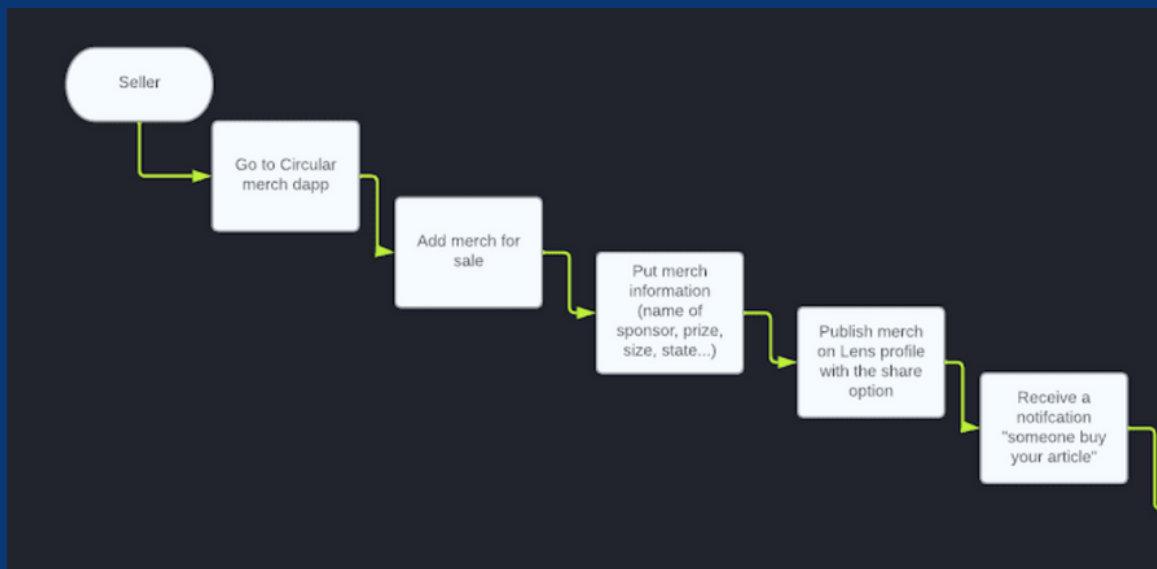 Seller
Go to Circular
merch dapp
Add merch for
sale
Put merch
information
(name of
sponsor, prize,
size, state...)
Publish merch
on Lens profile
with the share
option
Receive a
notifcation
"someone buy
your article"